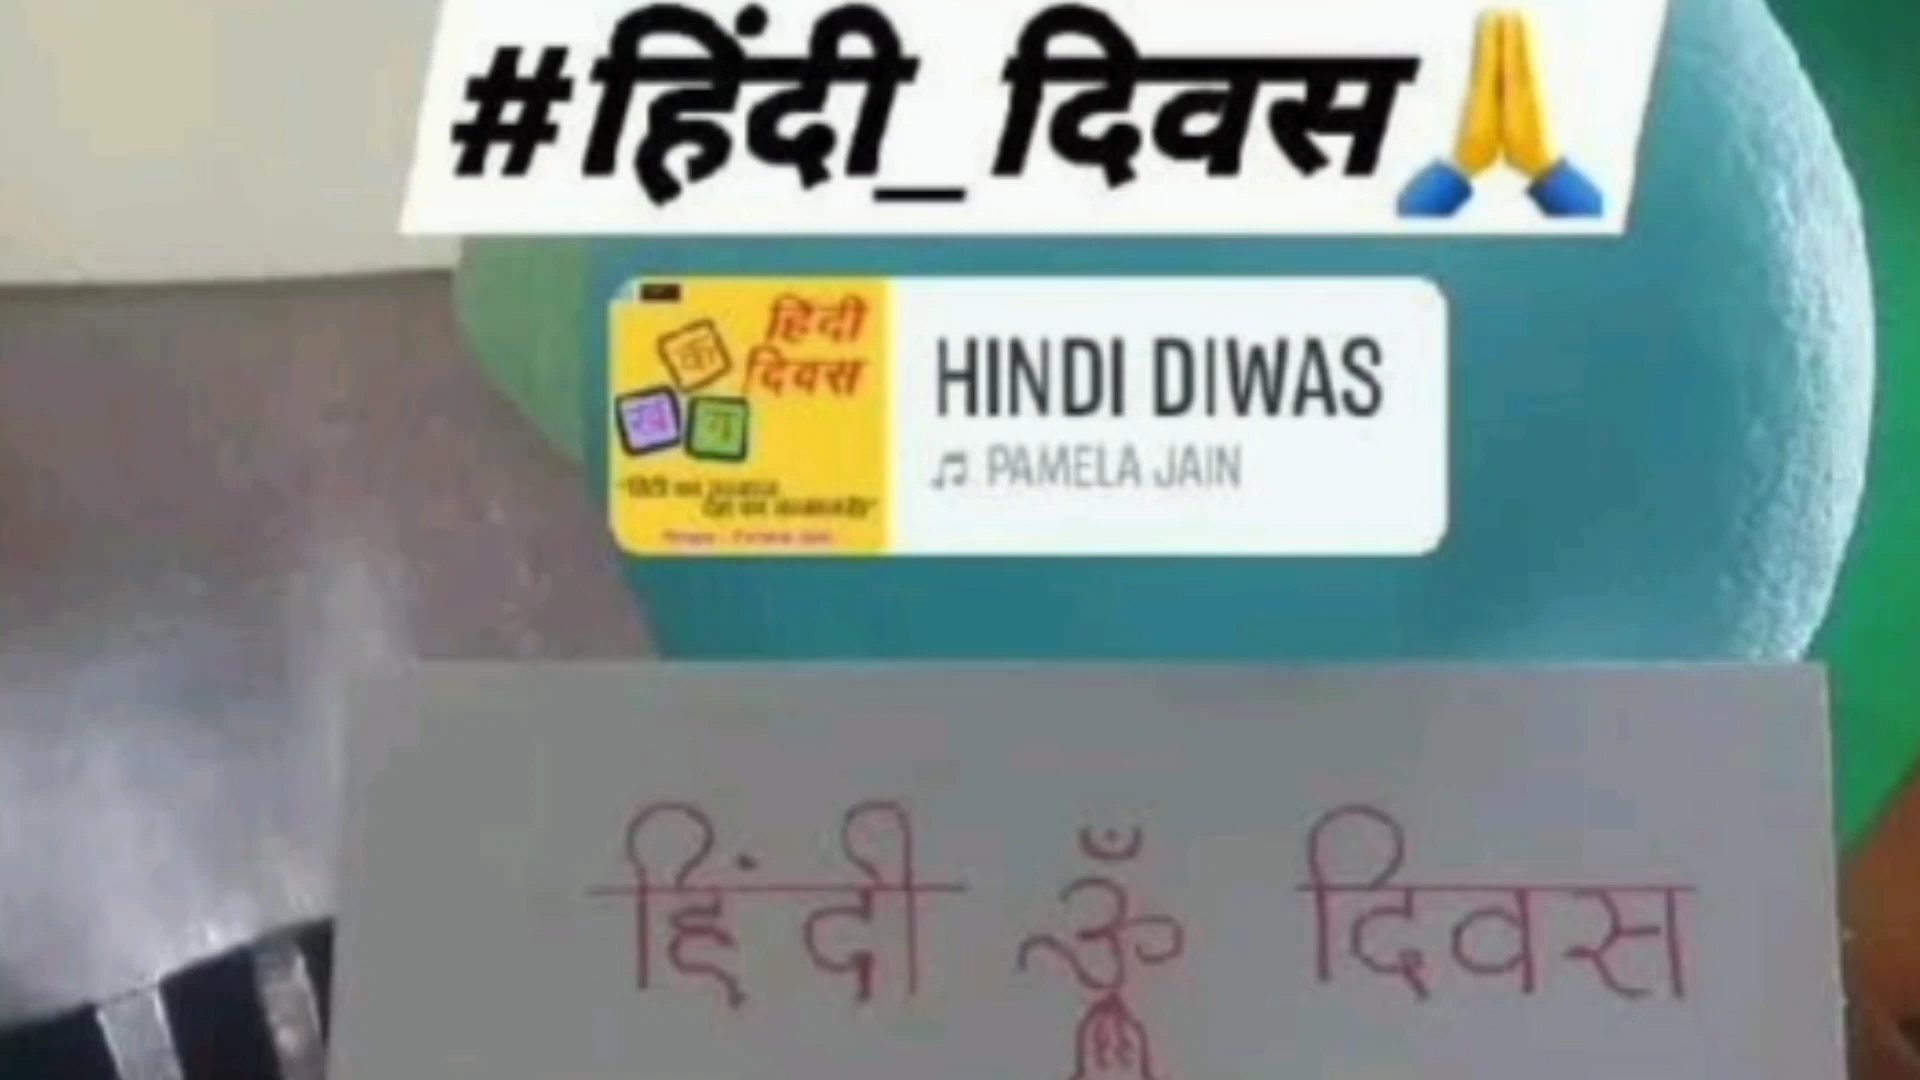 #हिंदी_दिवस🙏
हिंदी
दिवस
क
ख ग
HINDI DIWAS
♫ PAMELA JAIN
हिंदी ॐ दिवस